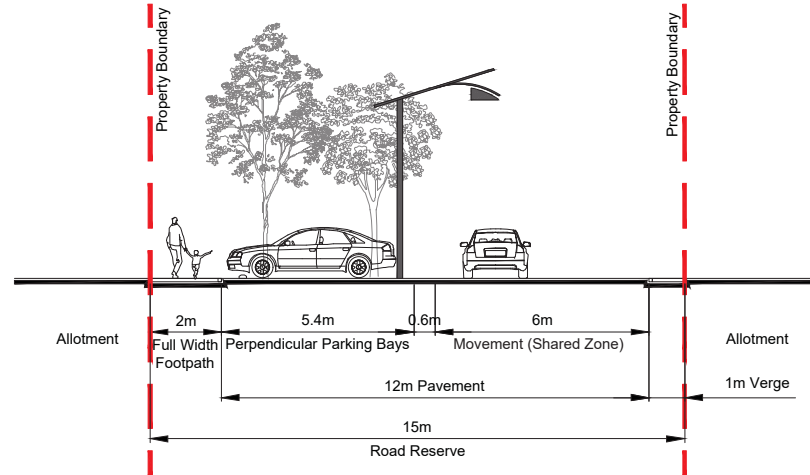 Property Boundary
Property Boundary
2m
5.4m
0.6m
6m
Allotment
Full Width
Footpath
Perpendicular Parking Bays
Movement (Shared Zone)
Allotment
12m Pavement
1m Verge
15m
Road Reserve